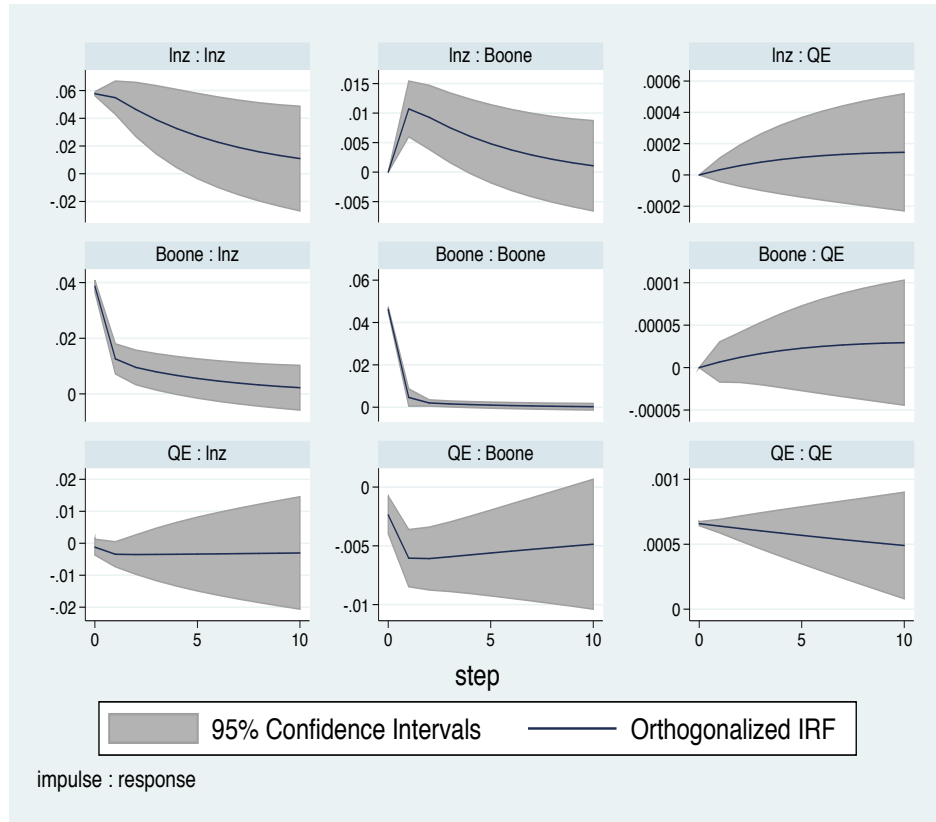 lnz : lnz
lnz : Boone
lnz : QE
.06
.04
.02
0
-.02
.015
.01
.005
0
-.005
.0006
.0004
.0002
0
-.0002
Boone : lnz
Boone : Boone
Boone : QE
.04
.02
0
.06
.04
.02
0
.0001
.00005
0
-.00005
QE : lnz
QE : Boone
QE : QE
.02
.01
0
-.01
-.02
0
-.005
-.01
.001
.0005
0
0 5 10
0 5 10
0 5 10
step
95% Confidence Intervals
Orthogonalized IRF
impulse : response